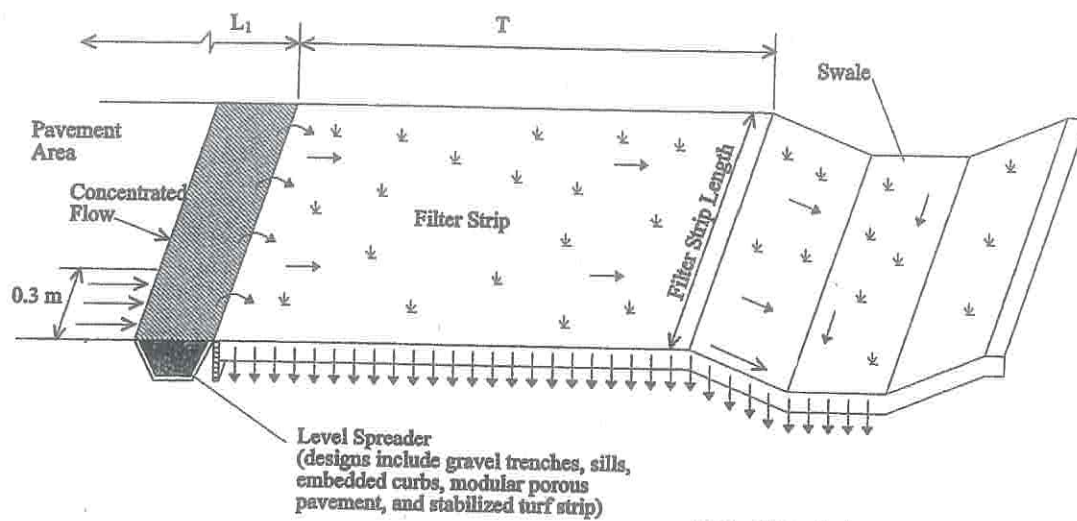 L₁
T
Swale
Pavement
Area
Concentrated
Flow
Filter Strip
Filter Strip Length
0.3 m
Level Spreader
(designs include gravel trenches, sills,
embedded curbs, modular porous
pavement, and stabilized turf strip)